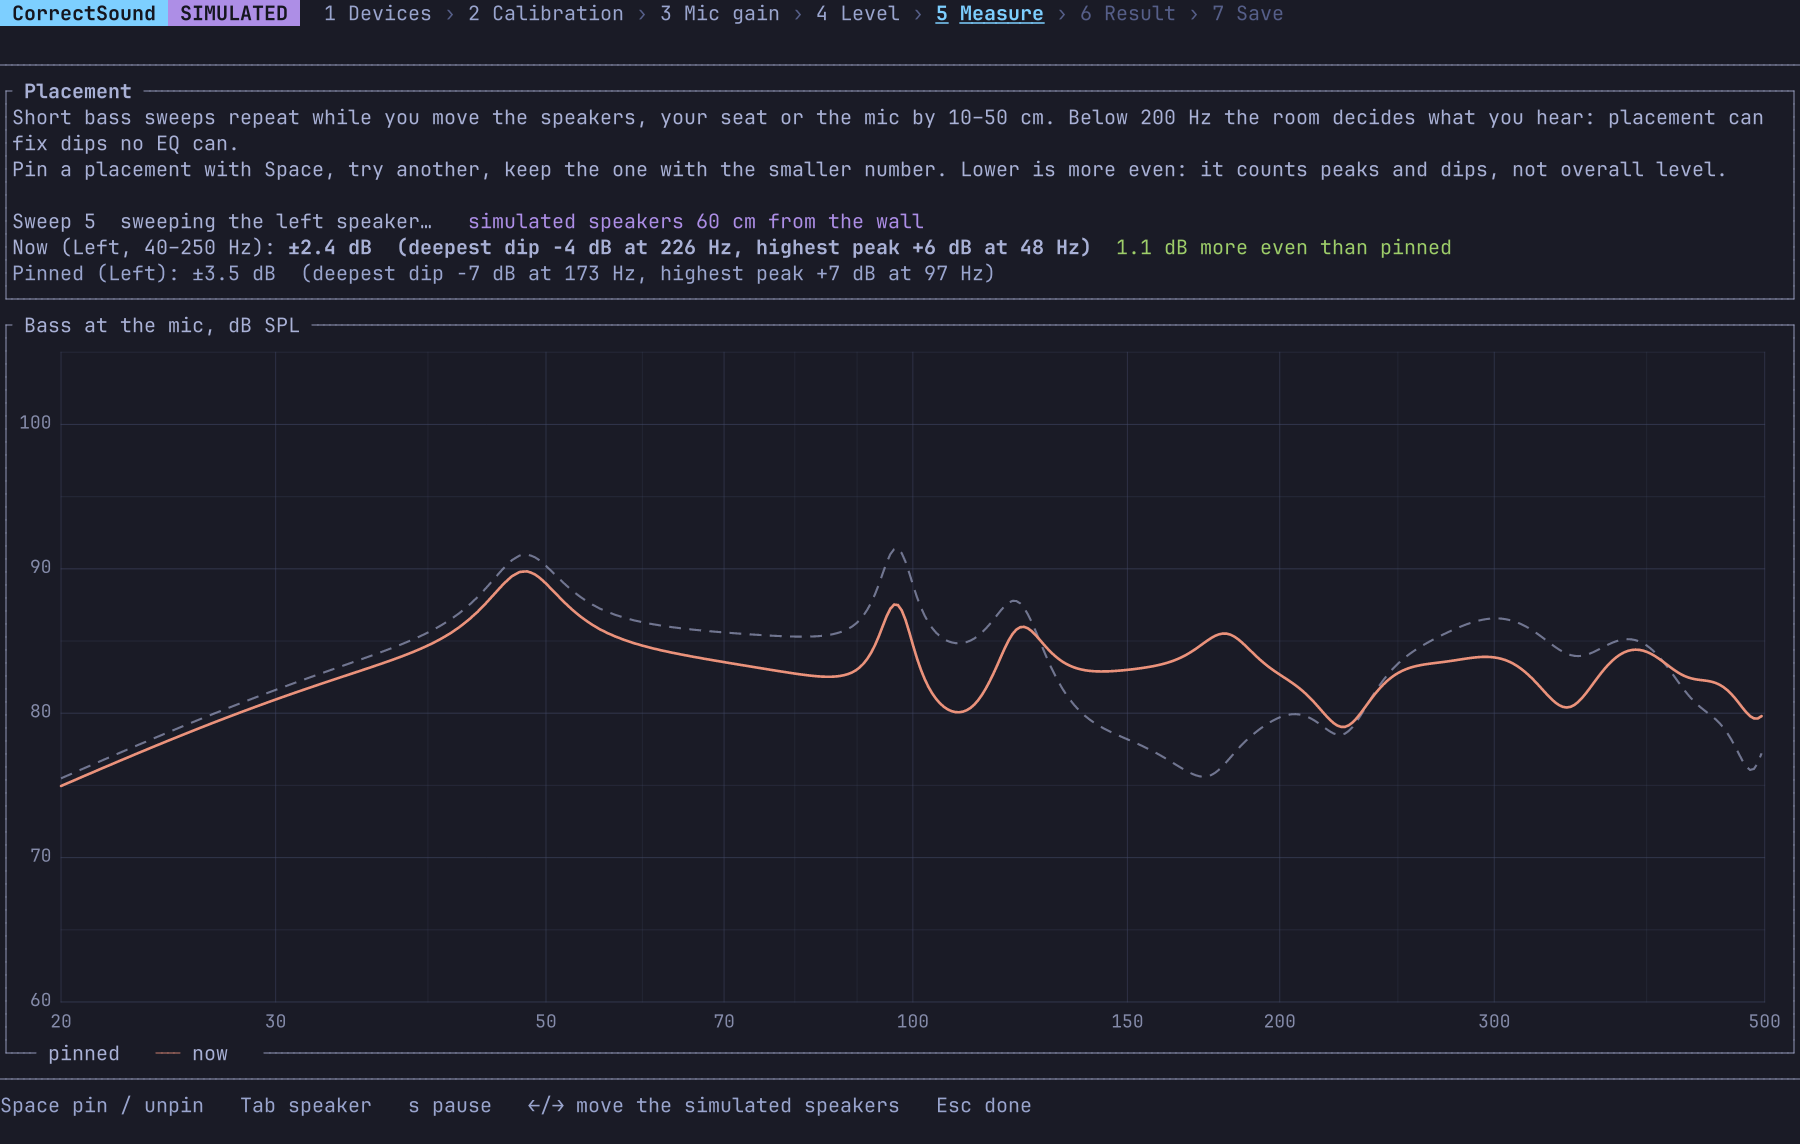 CorrectSound SIMULATED 1 Devices › 2 Calibration › 3 Mic gain › 4 Level › 5 Measure › 6 Result › 7 Save
Placement
Short bass sweeps repeat while you move the speakers, your seat or the mic by 10–50 cm. Below 200 Hz the room decides what you hear: placement can
fix dips no EQ can.
Pin a placement with Space, try another, keep the one with the smaller number. Lower is more even: it counts peaks and dips, not overall level.
Sweep 5 sweeping the left speaker… simulated speakers 60 cm from the wall
Now (Left, 40–250 Hz): ±2.4 dB (deepest dip -4 dB at 226 Hz, highest peak +6 dB at 48 Hz) 1.1 dB more even than pinned
Pinned (Left): ±3.5 dB (deepest dip -7 dB at 173 Hz, highest peak +7 dB at 97 Hz)
Bass at the mic, dB SPL
100
90
80
70
60
20 30 50 70 100 150 200 300 500
pinned now
Space pin / unpin Tab speaker s pause ←/→ move the simulated speakers Esc done